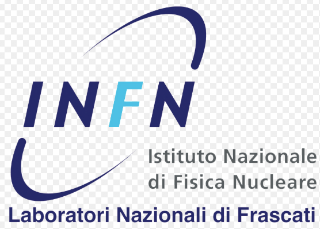 INFN
Istituto Nazionale
di Fisica Nucleare
Laboratori Nazionali di Frascati